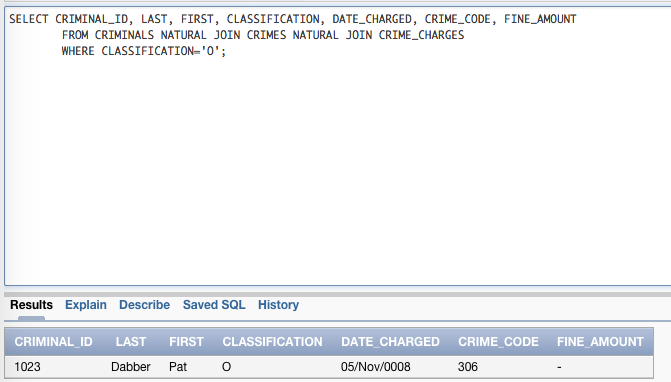 SELECT CRIMINAL_ID, LAST, FIRST, CLASSIFICATION, DATE_CHARGED, CRIME_CODE, FINE_AMOUNT
FROM CRIMINALS NATURAL JOIN CRIMES NATURAL JOIN CRIME_CHARGES
WHERE CLASSIFICATION='O';
Results Explain Describe Saved SQL History
CRIMINAL_ID LAST FIRST CLASSIFICATION DATE_CHARGED CRIME_CODE FINE_AMOUNT
1023 Dabber Pat O 05/Nov/0008 306 -